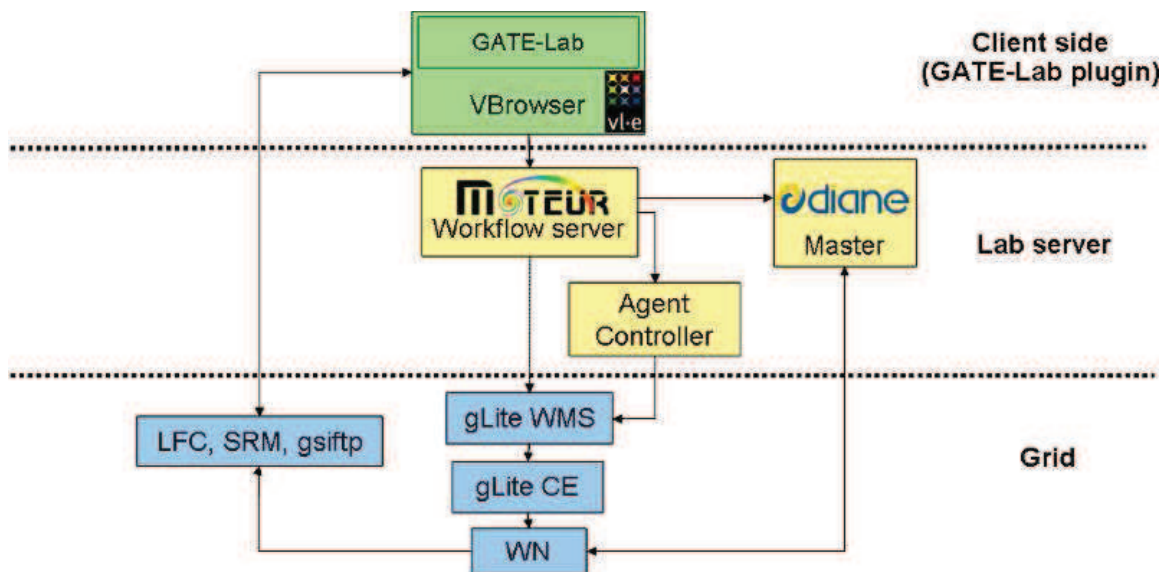 GATE-Lab
VBrowser
vl·e
Client side
(GATE-Lab plugin)
MOTEUR
Workflow server
diane
Master
Lab server
Agent
Controller
gLite WMS
LFC, SRM, gsiftp
gLite CE
Grid
WN